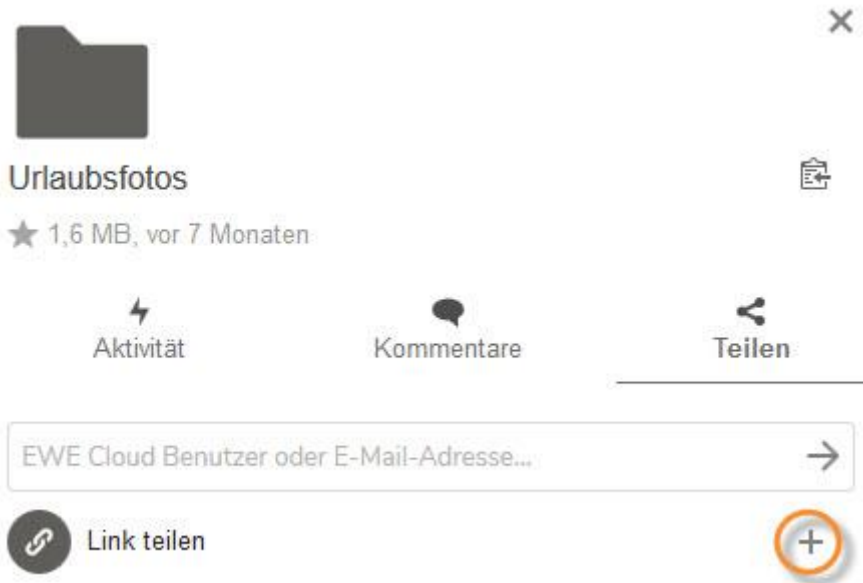 Urlaubsfotos
1,6 MB, vor 7 Monaten
Aktivität
Kommentare
Teilen
EWE Cloud Benutzer oder E-Mail-Adresse...
Link teilen